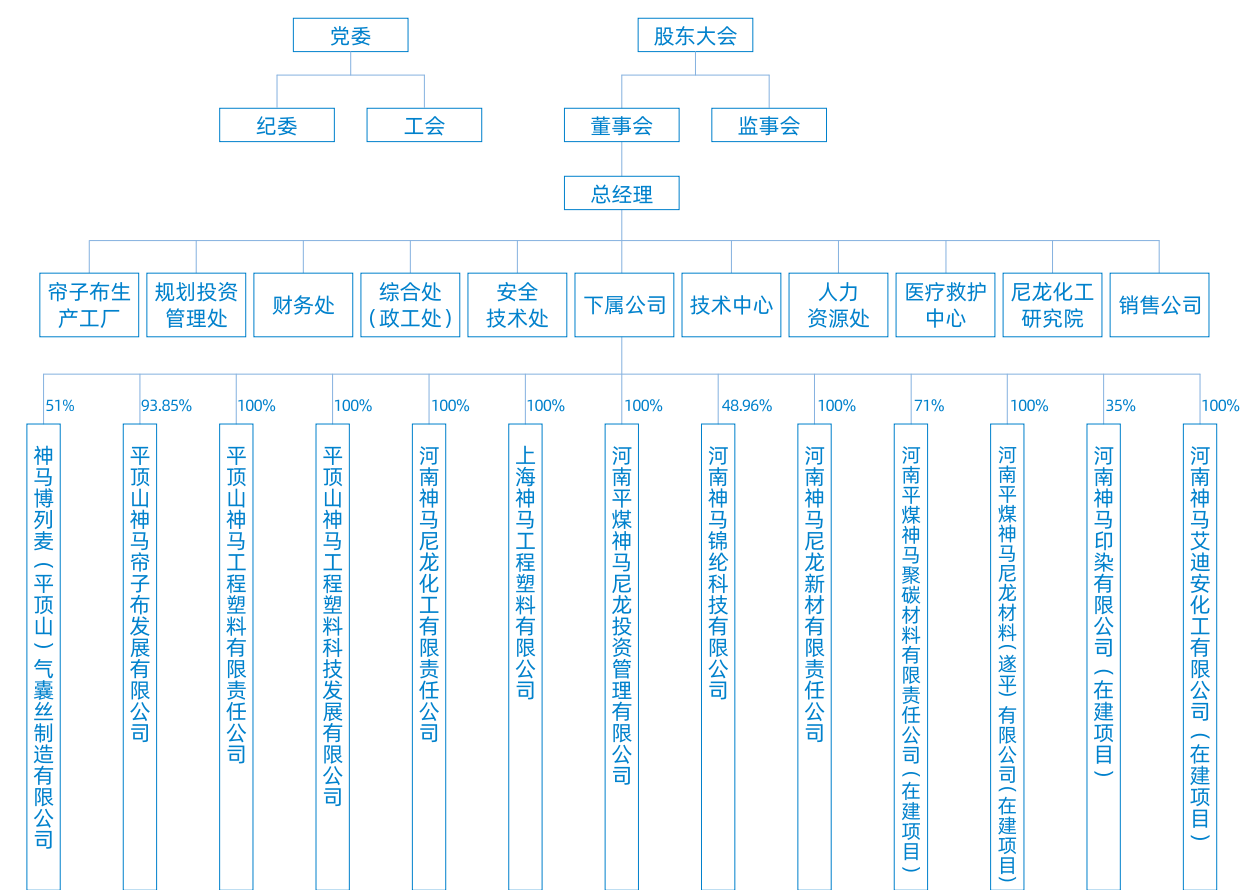 党委
股东大会
纪委
工会
董事会
监事会
总经理
帘子布生
产工厂
规划投资
管理处
财务处
综合处
（政工处）
安全
技术处
下属公司
技术中心
人力
资源处
医疗救护
中心
尼龙化工
研究院
销售公司
51%
93.85%
100%
100%
100%
100%
100%
48.96%
100%
71%
100%
35%
100%
神马博列麦（平顶山）气囊丝制造有限公司
平顶山神马帘子布发展有限公司
平顶山神马工程塑料有限责任公司
平顶山神马工程塑料科技发展有限公司
河南神马尼龙化工有限责任公司
上海神马工程塑料有限公司
河南平煤神马尼龙投资管理有限公司
河南神马锦纶科技有限公司
河南神马尼龙新材有限责任公司
河南平煤神马聚碳材料有限责任公司（在建项目）
河南平煤神马尼龙材料（遂平）有限公司（在建项目）
河南神马印染有限公司（在建项目）
河南神马艾迪安化工有限公司（在建项目）